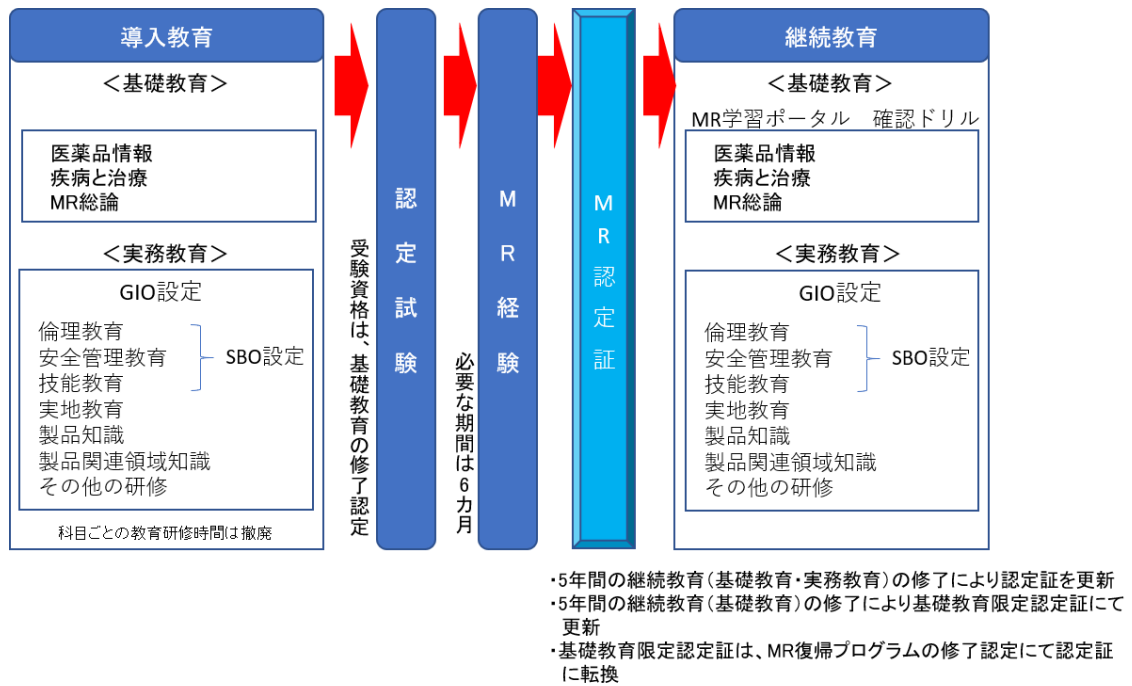 導入教育
＜基礎教育＞
医薬品情報
疾病と治療
MR総論
＜実務教育＞
GIO設定
倫理教育
安全管理教育
技能教育
SBO設定
実地教育
製品知識
製品関連領域知識
その他の研修
科目ごとの教育研修時間は撤廃
受験資格は、基礎教育の修了認定
認定試験
必要な期間は6カ月
MR経験
MR認定証
継続教育
＜基礎教育＞
MR学習ポータル　確認ドリル
医薬品情報
疾病と治療
MR総論
＜実務教育＞
GIO設定
倫理教育
安全管理教育
技能教育
SBO設定
実地教育
製品知識
製品関連領域知識
その他の研修
・5年間の継続教育（基礎教育・実務教育）の修了により認定証を更新
・5年間の継続教育（基礎教育）の修了により基礎教育限定認定証にて
更新
・基礎教育限定認定証は、MR復帰プログラムの修了認定にて認定証
に転換